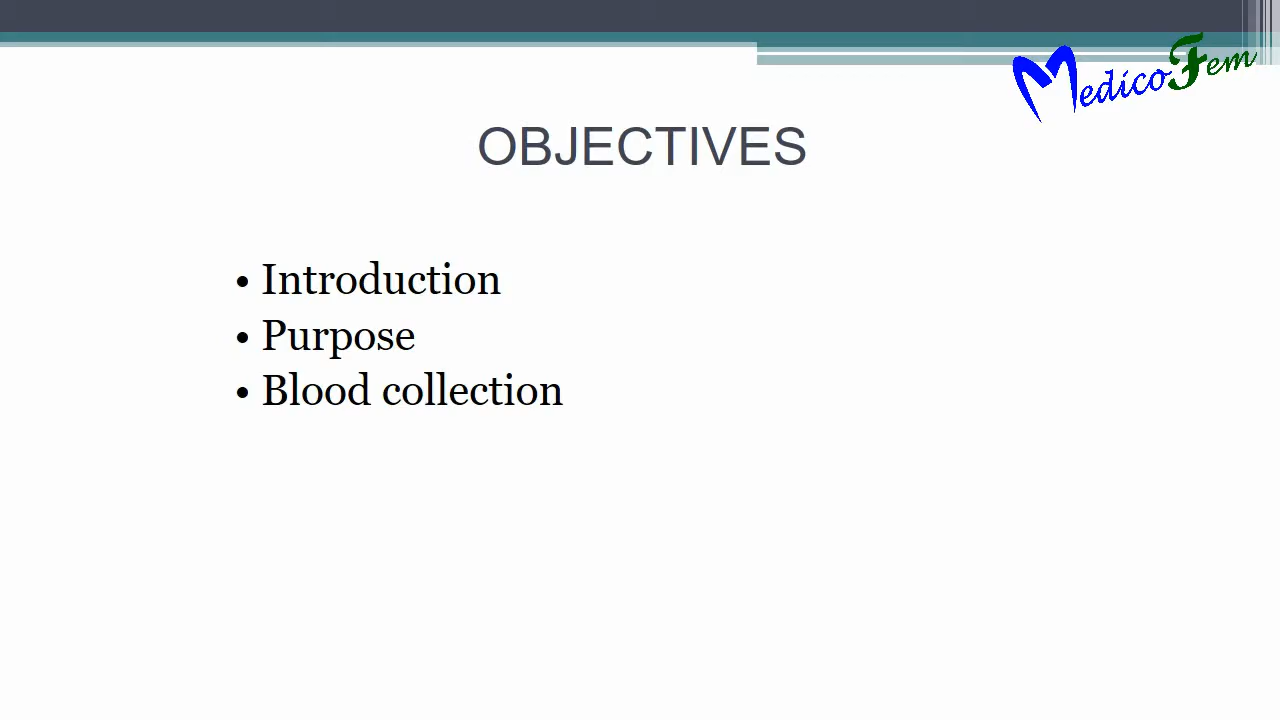 MedicoFem
OBJECTIVES
• Introduction
• Purpose
• Blood collection